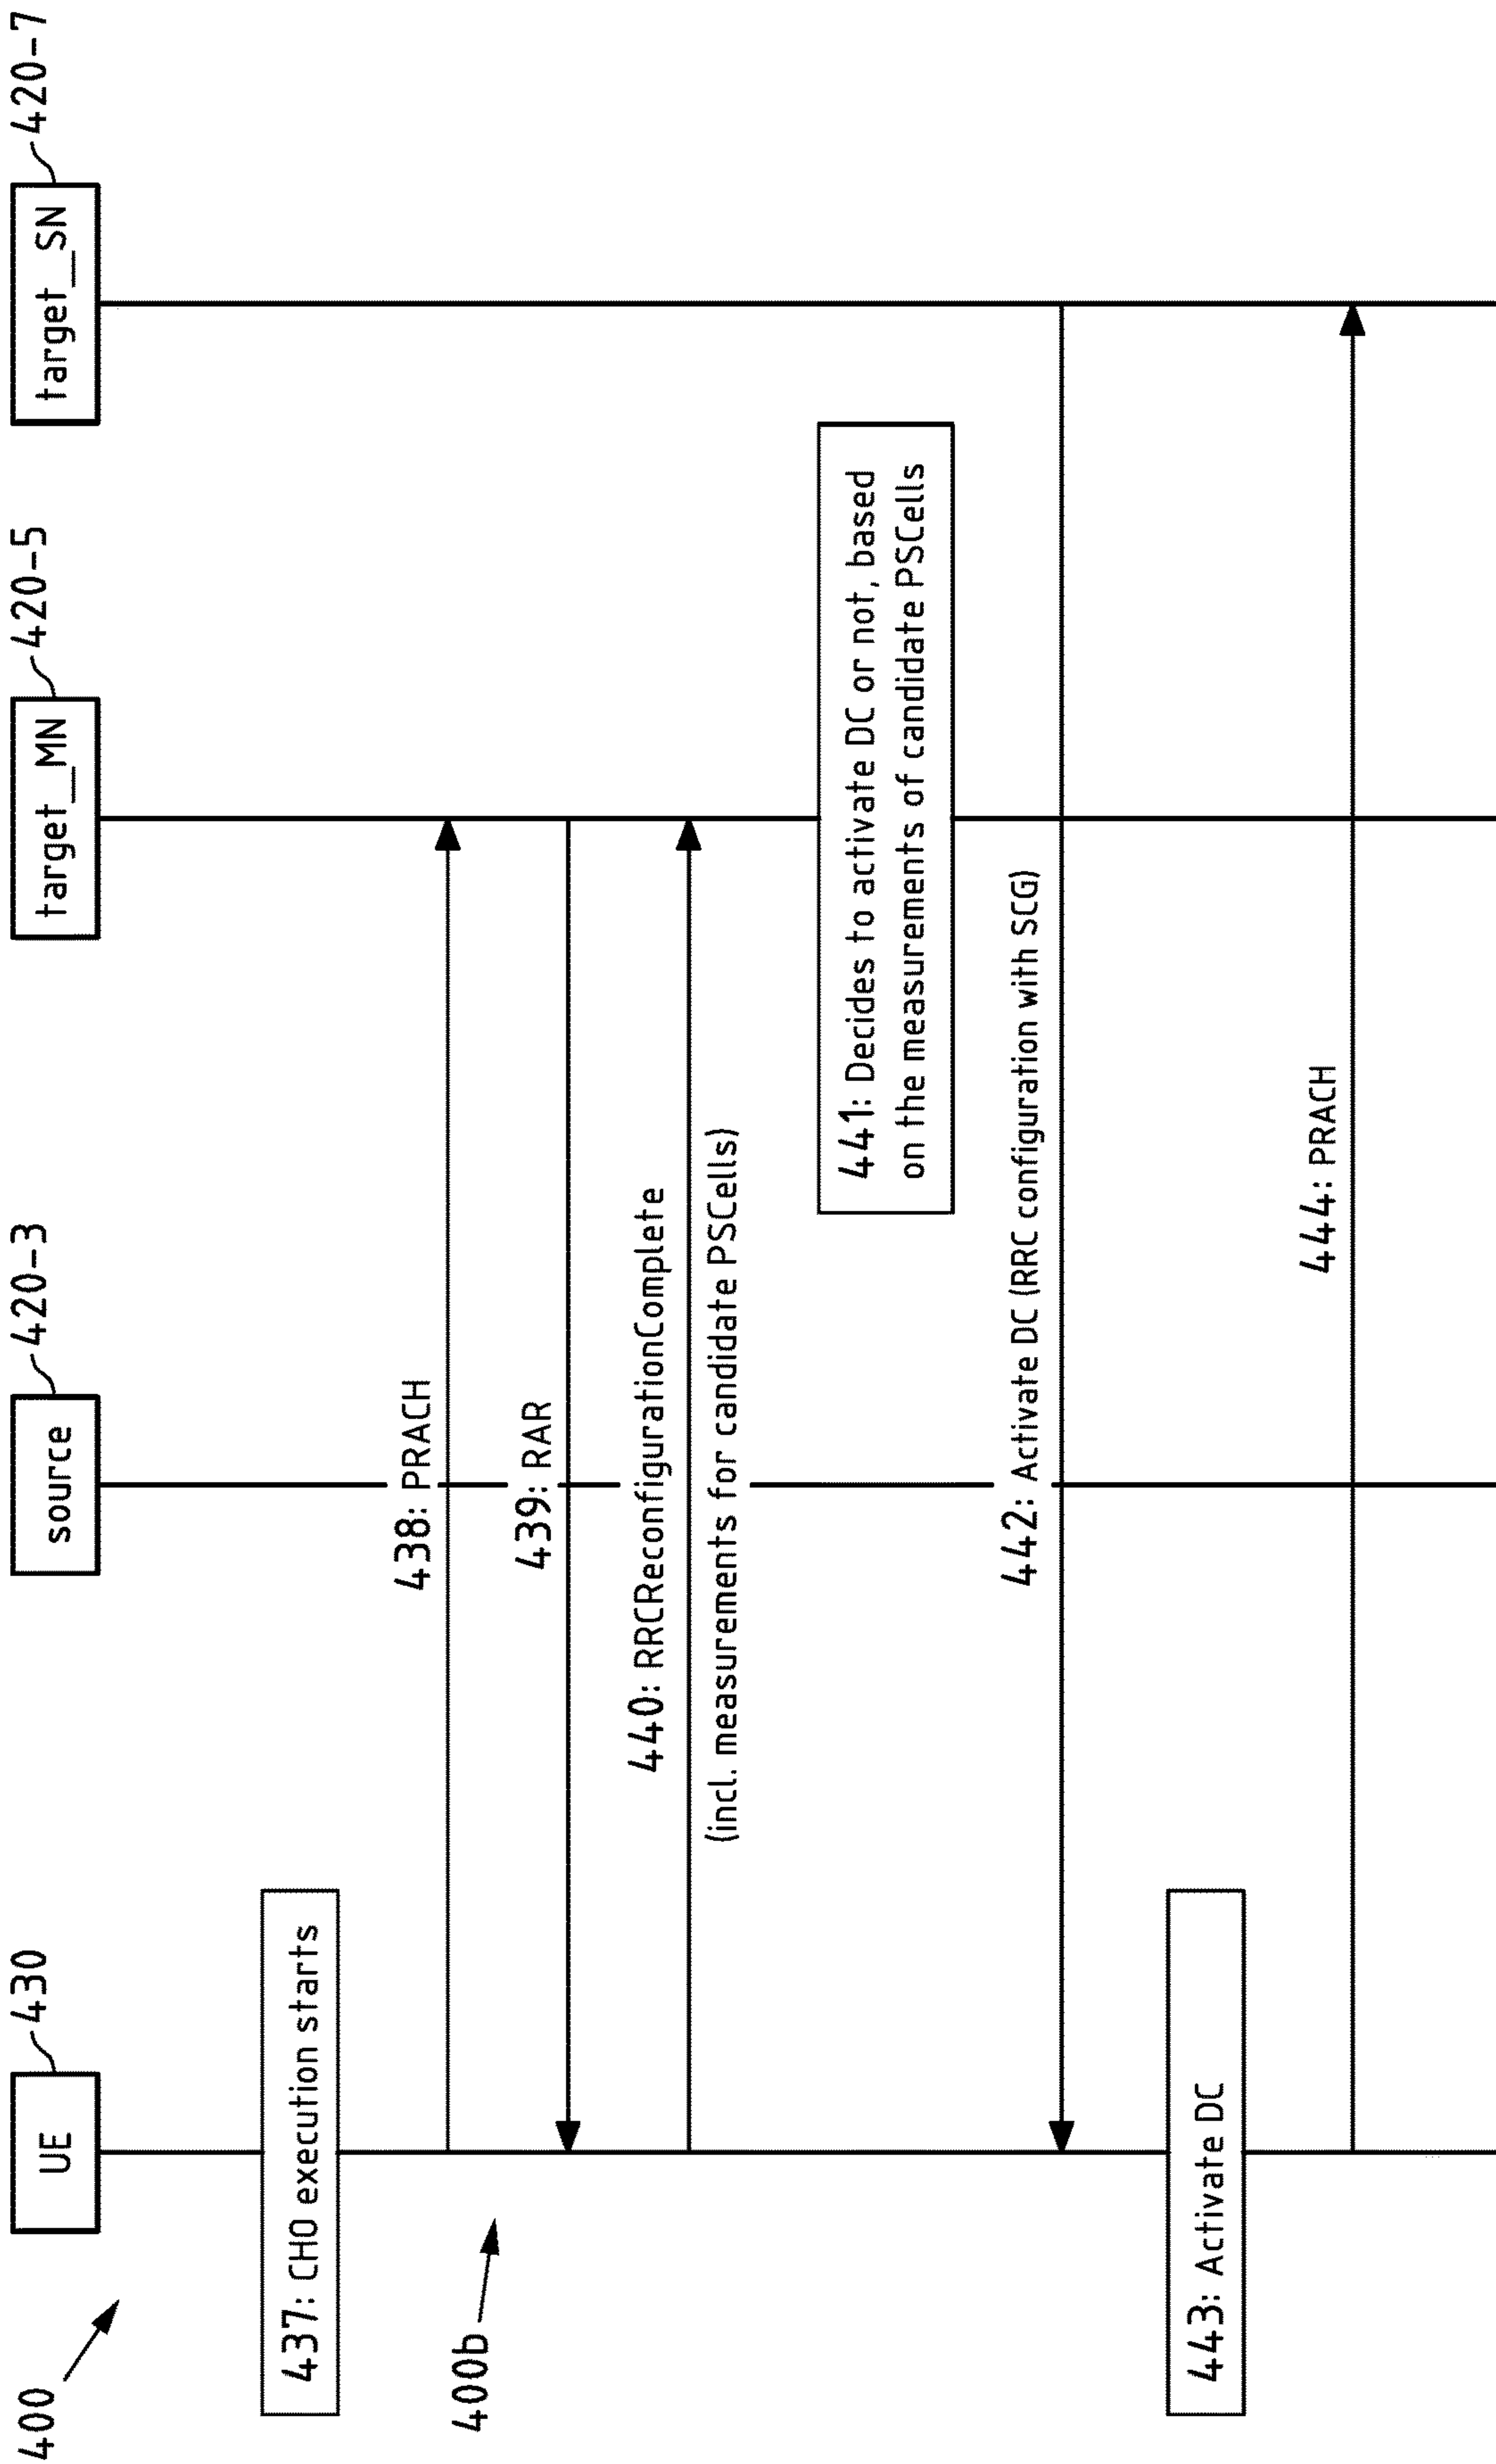 400
UE
430
source
420-3
target_MN
420-5
target_SN
420-7
437: CHO execution starts
438: PRACH
400b
439: RAR
440: RRCReconfigurationComplete
(incl. measurements for candidate PSCells)
441: Decides to activate DC or not, based
on the measurements of candidate PSCells
442: Activate DC (RRC configuration with SCG)
443: Activate DC
444: PRACH